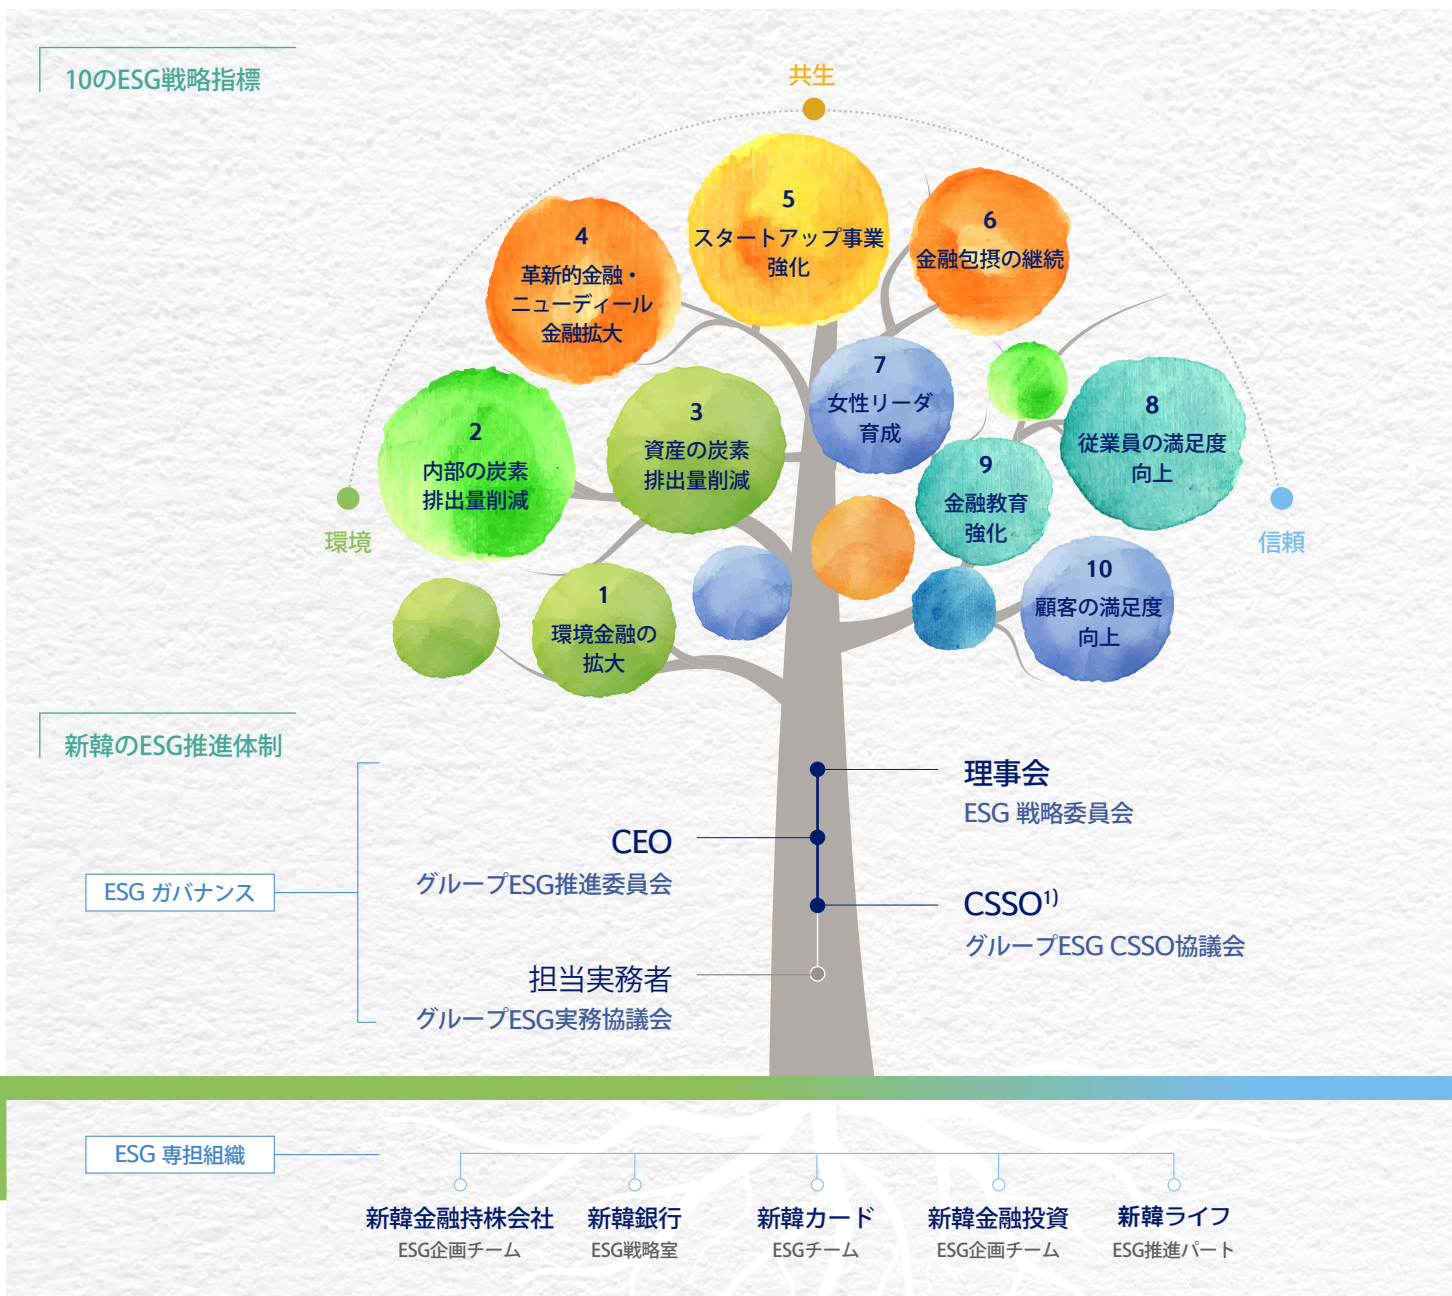 10のESG戦略指標
共生
5
スタートアップ事業
強化
4
革新的金融・
ニューディール
金融拡大
6
金融包摂の継続
7
女性リーダ
育成
2
内部の炭素
排出量削減
3
資産の炭素
排出量削減
8
従業員の満足度
向上
9
金融教育
強化
環境
信頼
1
環境金融の
拡大
10
顧客の満足度
向上
新韓のESG推進体制
理事会
ESG 戦略委員会
CEO
グループESG推進委員会
ESG ガバナンス
CSSO1)
グループESG CSSO協議会
担当実務者
グループESG実務協議会
ESG 専担組織
新韓金融持株会社
ESG企画チーム
新韓銀行
ESG戦略室
新韓カード
ESGチーム
新韓金融投資
ESG企画チーム
新韓ライフ
ESG推進パート